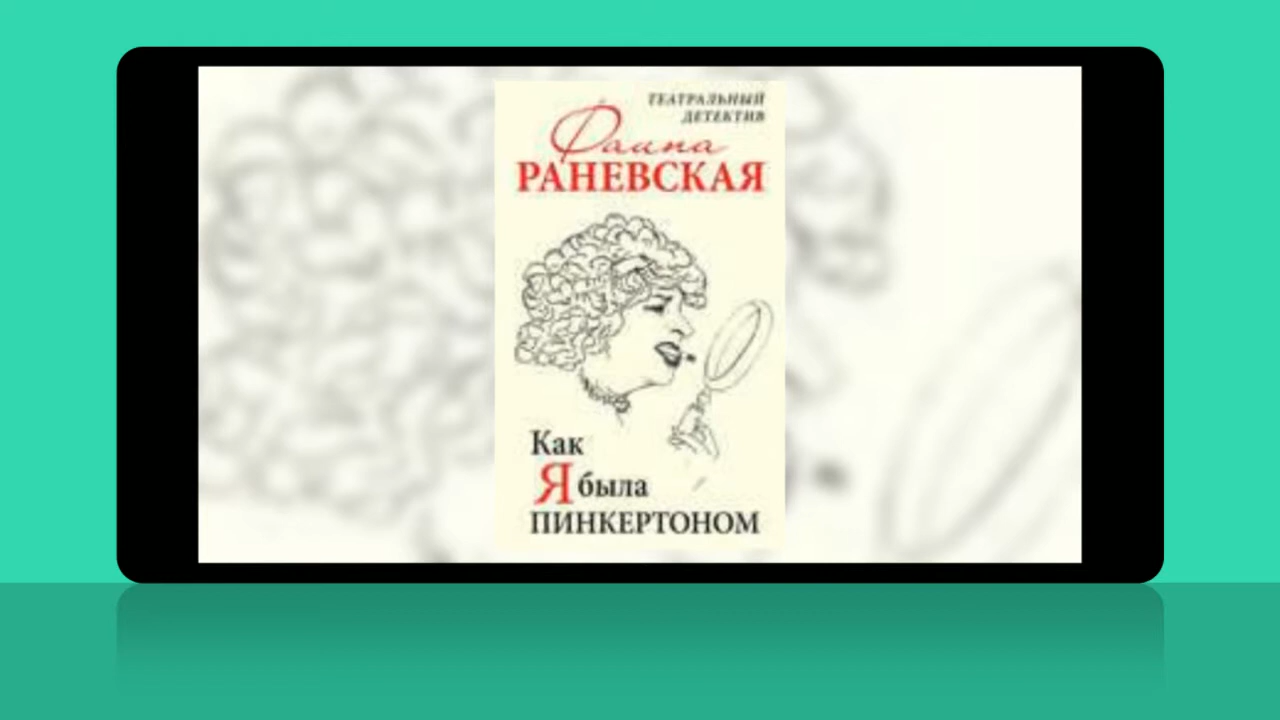 ТЕАТРАЛЬНЫЙ
ДЕТЕКТИВ
Фаина
РАНЕВСКАЯ
Как
Я была
ПИНКЕРТОНОМ